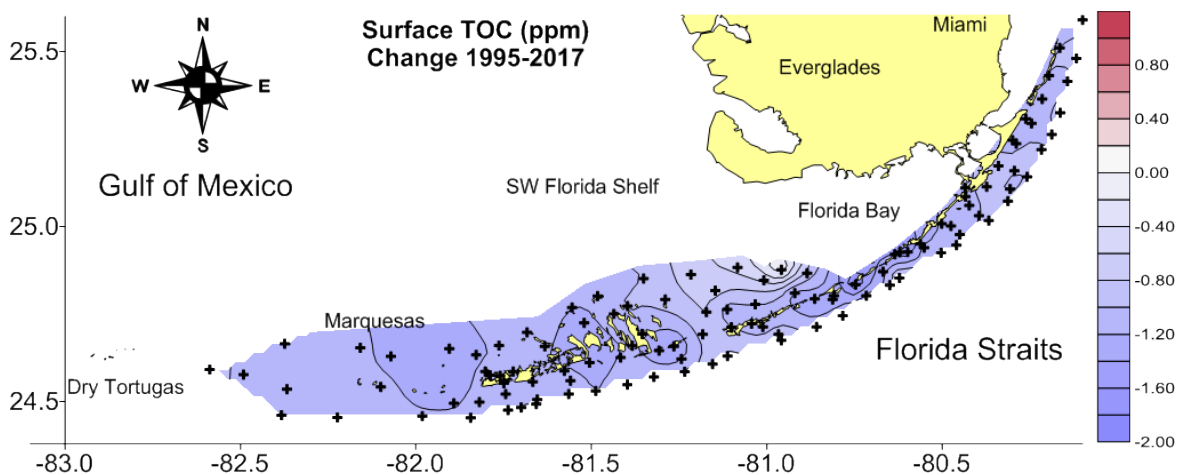 Surface TOC (ppm)
Change 1995-2017
N
W
E
S
Miami
Everglades
Gulf of Mexico
SW Florida Shelf
Florida Bay
Marquesas
Dry Tortugas
Florida Straits
25.5
25.0
24.5
-83.0 -82.5 -82.0 -81.5 -81.0 -80.5
0.80
0.40
0.00
-0.40
-0.80
-1.20
-1.60
-2.00